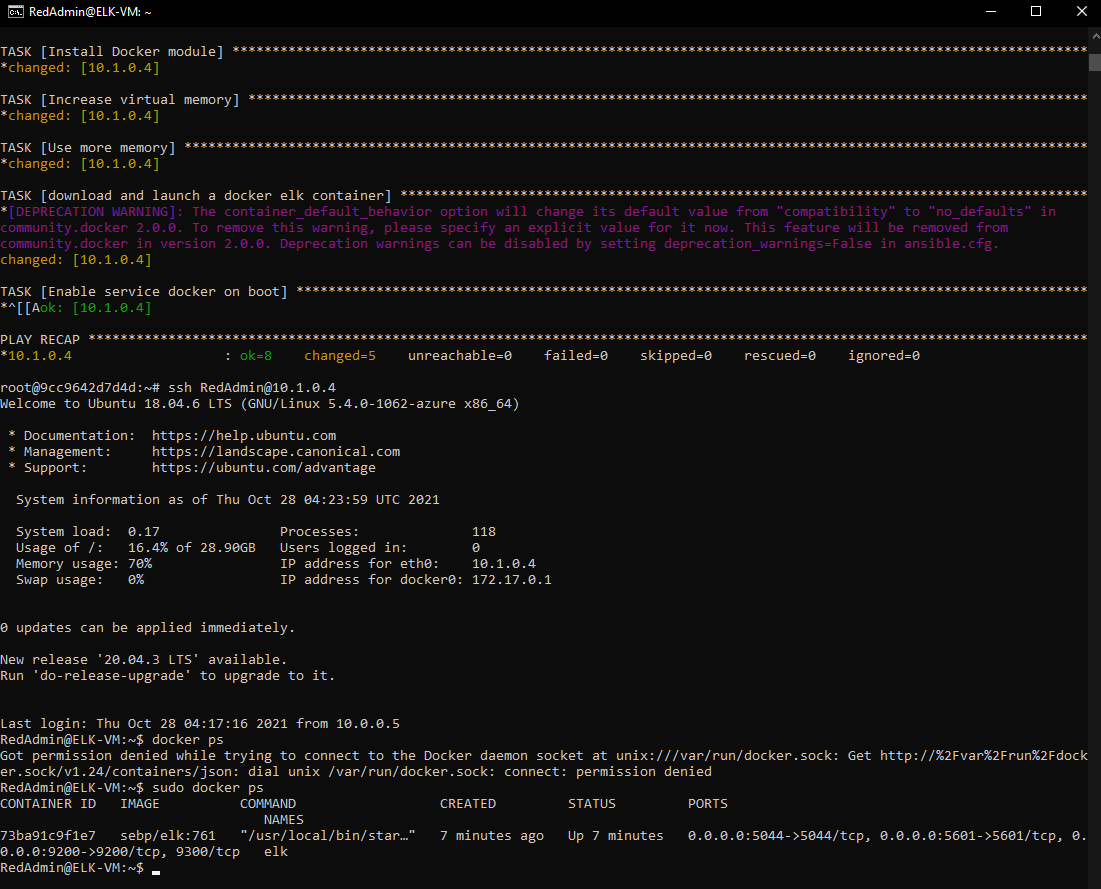 RedAdmin@ELK-VM: ~
TASK [Install Docker module] ***********************************************************************************************************
*changed: [10.1.0.4]
TASK [Increase virtual memory] *********************************************************************************************************
*changed: [10.1.0.4]
TASK [Use more memory] *****************************************************************************************************************
*changed: [10.1.0.4]
TASK [download and launch a docker elk container] **************************************************************************************
*[DEPRECATION WARNING]: The container_default_behavior option will change its default value from "compatibility" to "no_defaults" in
community.docker 2.0.0. To remove this warning, please specify an explicit value for it now. This feature will be removed from
community.docker in version 2.0.0. Deprecation warnings can be disabled by setting deprecation_warnings=False in ansible.cfg.
changed: [10.1.0.4]
TASK [Enable service docker on boot] ***************************************************************************************************
*^[[Aok: [10.1.0.4]
PLAY RECAP *****************************************************************************************************************************
*10.1.0.4                   : ok=8    changed=5    unreachable=0    failed=0    skipped=0    rescued=0    ignored=0
root@9cc9642d7d4d:~# ssh RedAdmin@10.1.0.4
Welcome to Ubuntu 18.04.6 LTS (GNU/Linux 5.4.0-1062-azure x86_64)
* Documentation:  https://help.ubuntu.com
* Management:     https://landscape.canonical.com
* Support:        https://ubuntu.com/advantage
System information as of Thu Oct 28 04:23:59 UTC 2021
System load:  0.17               Processes:              118
Usage of /:   16.4% of 28.90GB   Users logged in:        0
Memory usage: 70%                IP address for eth0:    10.1.0.4
Swap usage:   0%                 IP address for docker0: 172.17.0.1
0 updates can be applied immediately.
New release '20.04.3 LTS' available.
Run 'do-release-upgrade' to upgrade to it.
Last login: Thu Oct 28 04:17:16 2021 from 10.0.0.5
RedAdmin@ELK-VM:~$ docker ps
Got permission denied while trying to connect to the Docker daemon socket at unix:///var/run/docker.sock: Get http://%2Fvar%2Frun%2Fdock
er.sock/v1.24/containers/json: dial unix /var/run/docker.sock: connect: permission denied
RedAdmin@ELK-VM:~$ sudo docker ps
CONTAINER ID   IMAGE          COMMAND                  CREATED         STATUS         PORTS
NAMES
73ba91c9f1e7   sebp/elk:761   "/usr/local/bin/star…"   7 minutes ago   Up 7 minutes   0.0.0.0:5044->5044/tcp, 0.0.0.0:5601->5601/tcp, 0.
0.0.0:9200->9200/tcp, 9300/tcp   elk
RedAdmin@ELK-VM:~$